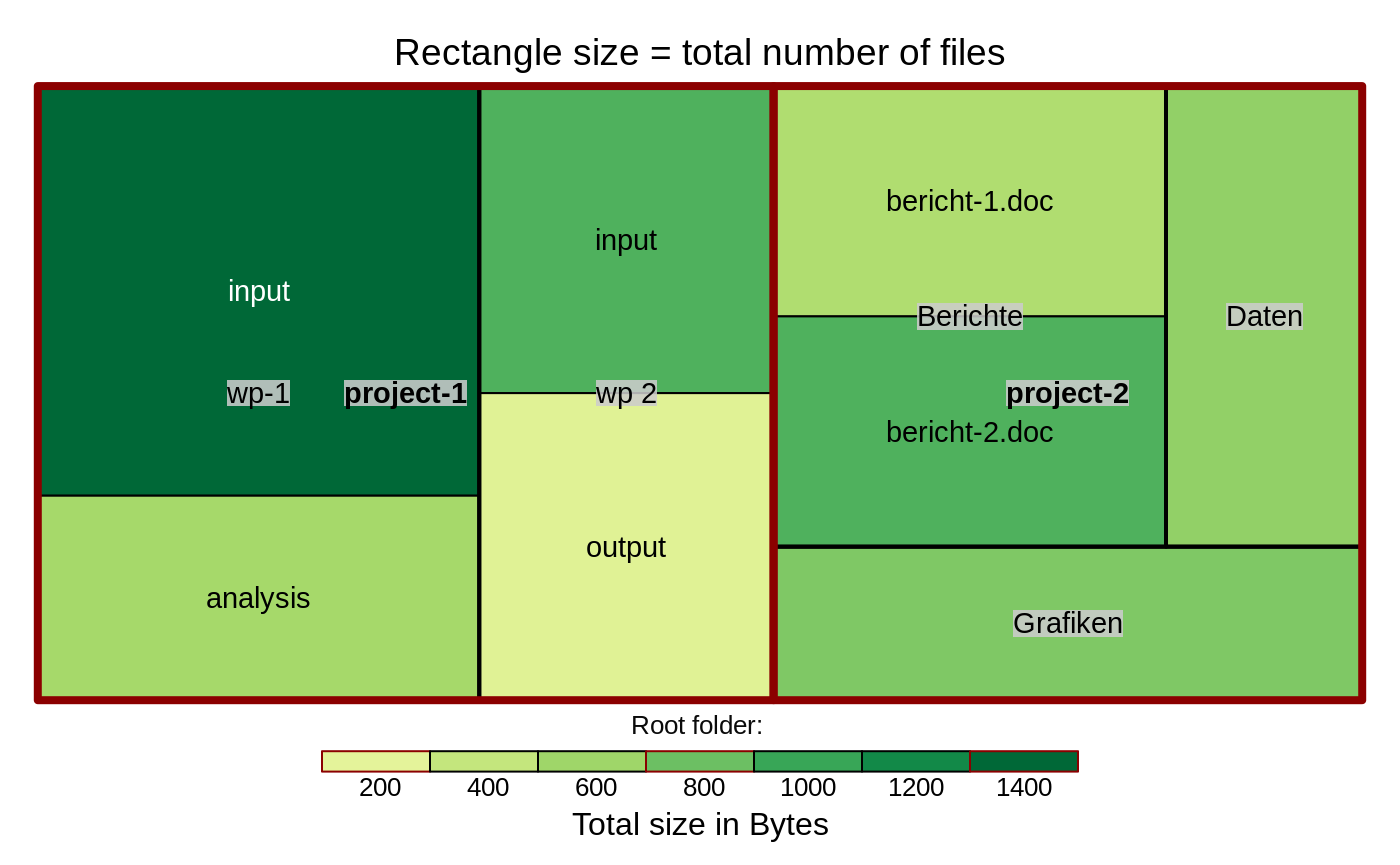 Rectangle size = total number of files
input
wp-1
project-1
analysis
input
wp 2
output
bericht-1.doc
Berichte
project-2
bericht-2.doc
Daten
Grafiken
Root folder:
200 400 600 800 1000 1200 1400
Total size in Bytes